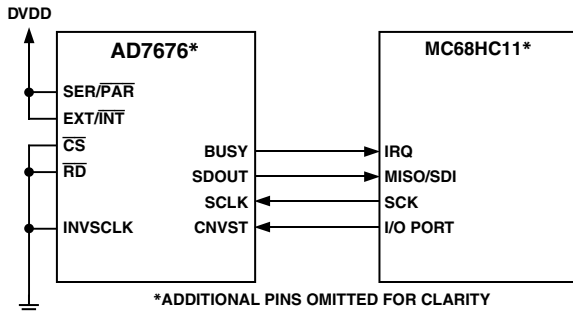 DVDD
AD7676*
MC68HC11*
SER/PAR
EXT/INT
CS
RD
INVSCLK
BUSY
SDOUT
SCLK
CNVST
IRQ
MISO/SDI
SCK
I/O PORT
*ADDITIONAL PINS OMITTED FOR CLARITY